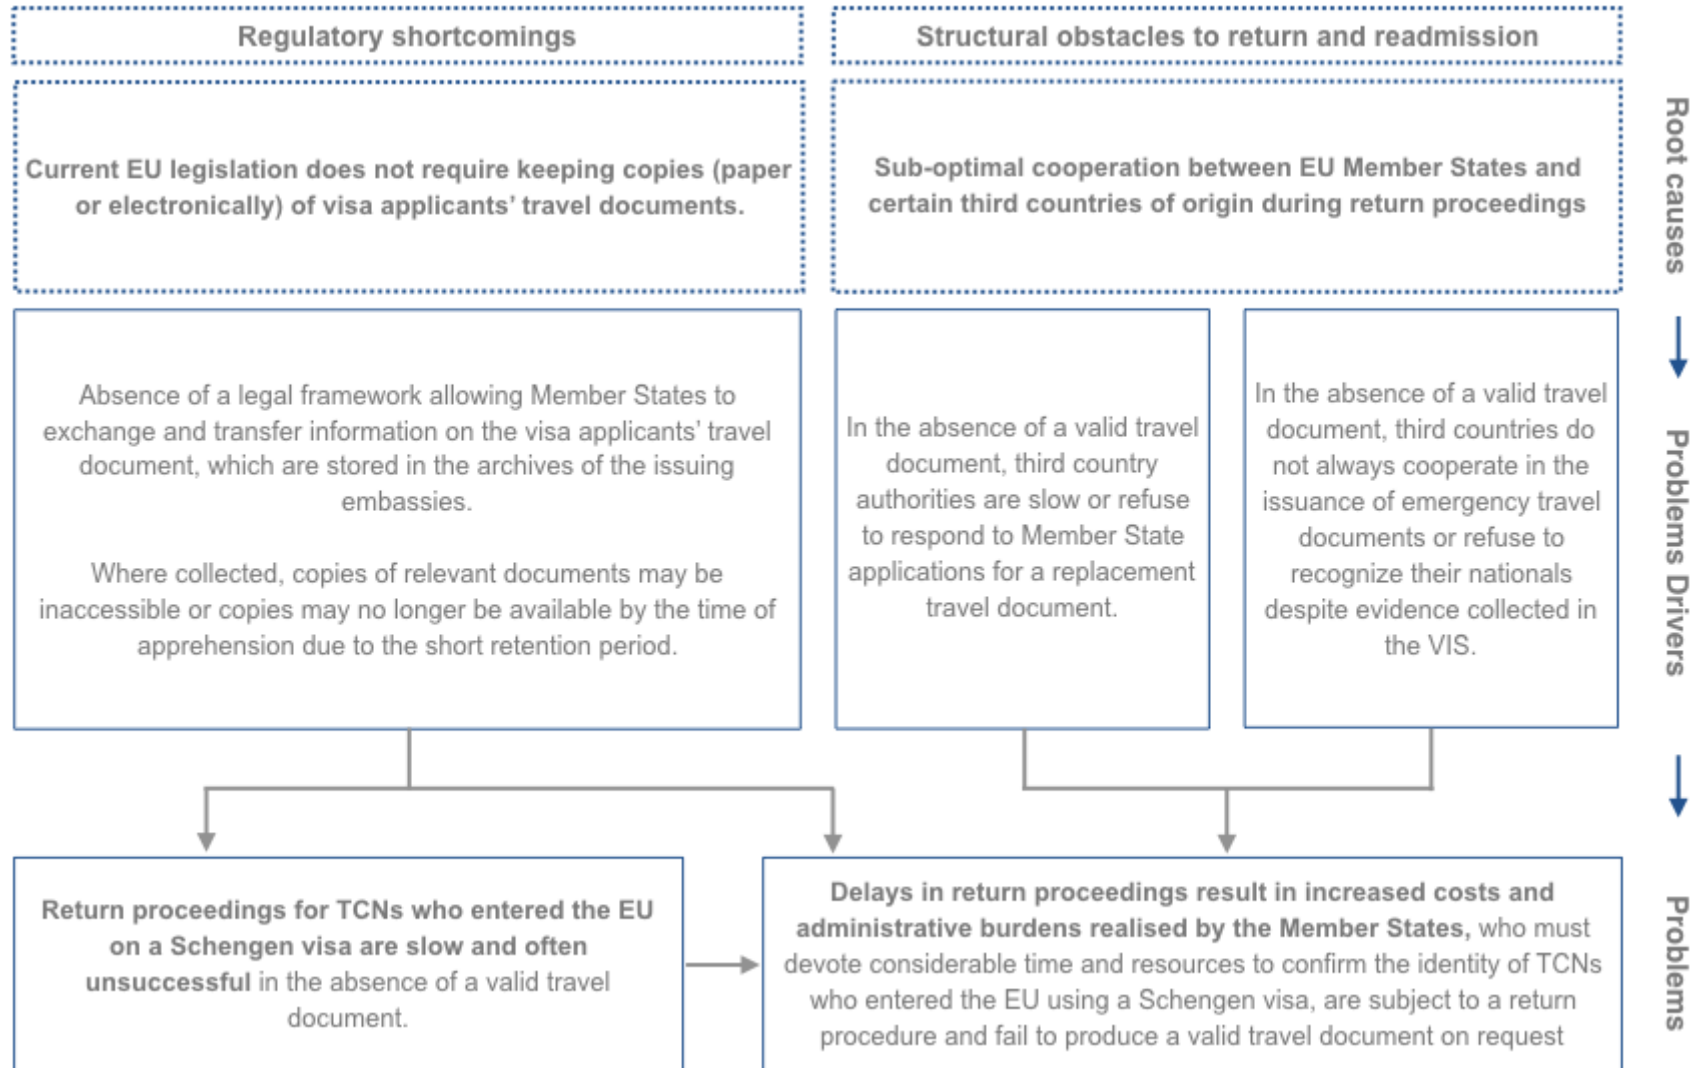 Regulatory shortcomings
Structural obstacles to return and readmission
Current EU legislation does not require keeping copies (paper
or electronically) of visa applicants’ travel documents.
Sub-optimal cooperation between EU Member States and
certain third countries of origin during return proceedings
Root causes
Absence of a legal framework allowing Member States to
exchange and transfer information on the visa applicants’ travel
document, which are stored in the archives of the issuing
embassies.
Where collected, copies of relevant documents may be
inaccessible or copies may no longer be available by the time of
apprehension due to the short retention period.
In the absence of a valid travel
document, third country
authorities are slow or refuse
to respond to Member State
applications for a replacement
travel document.
In the absence of a valid travel
document, third countries do
not always cooperate in the
issuance of emergency travel
documents or refuse to
recognize their nationals
despite evidence collected in
the VIS.
Problems Drivers
Return proceedings for TCNs who entered the EU
on a Schengen visa are slow and often
unsuccessful in the absence of a valid travel
document.
Delays in return proceedings result in increased costs and
administrative burdens realised by the Member States, who must
devote considerable time and resources to confirm the identity of TCNs
who entered the EU using a Schengen visa, are subject to a return
procedure and fail to produce a valid travel document on request
Problems